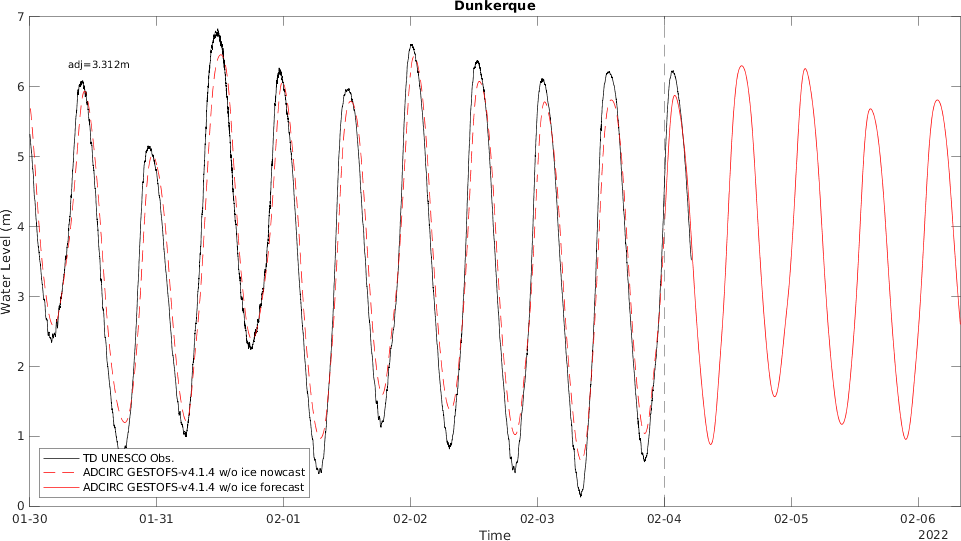 Dunkerque
7
6
5
4
3
2
1
0
Water Level (m)
adj=3.312m
TD UNESCO Obs.
ADCIRC GESTOFS-v4.1.4 w/o ice nowcast
ADCIRC GESTOFS-v4.1.4 w/o ice forecast
01-30 01-31 02-01 02-02 02-03 02-04 02-05 02-06
Time
2022